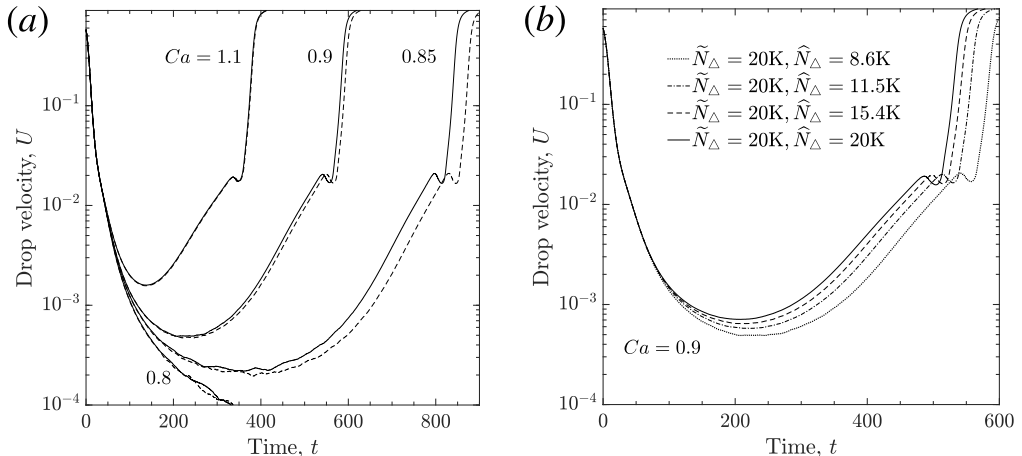 (a)
Drop velocity, U
10⁻¹
10⁻²
10⁻³
10⁻⁴
Ca = 1.1
0.9
0.85
0.8
0
200
400
600
800
Time, t
(b)
Drop velocity, U
10⁻¹
10⁻²
10⁻³
10⁻⁴
Ñ△ = 20K, N̂△ = 8.6K
Ñ△ = 20K, N̂△ = 11.5K
Ñ△ = 20K, N̂△ = 15.4K
Ñ△ = 20K, N̂△ = 20K
Ca = 0.9
0
200
400
600
Time, t